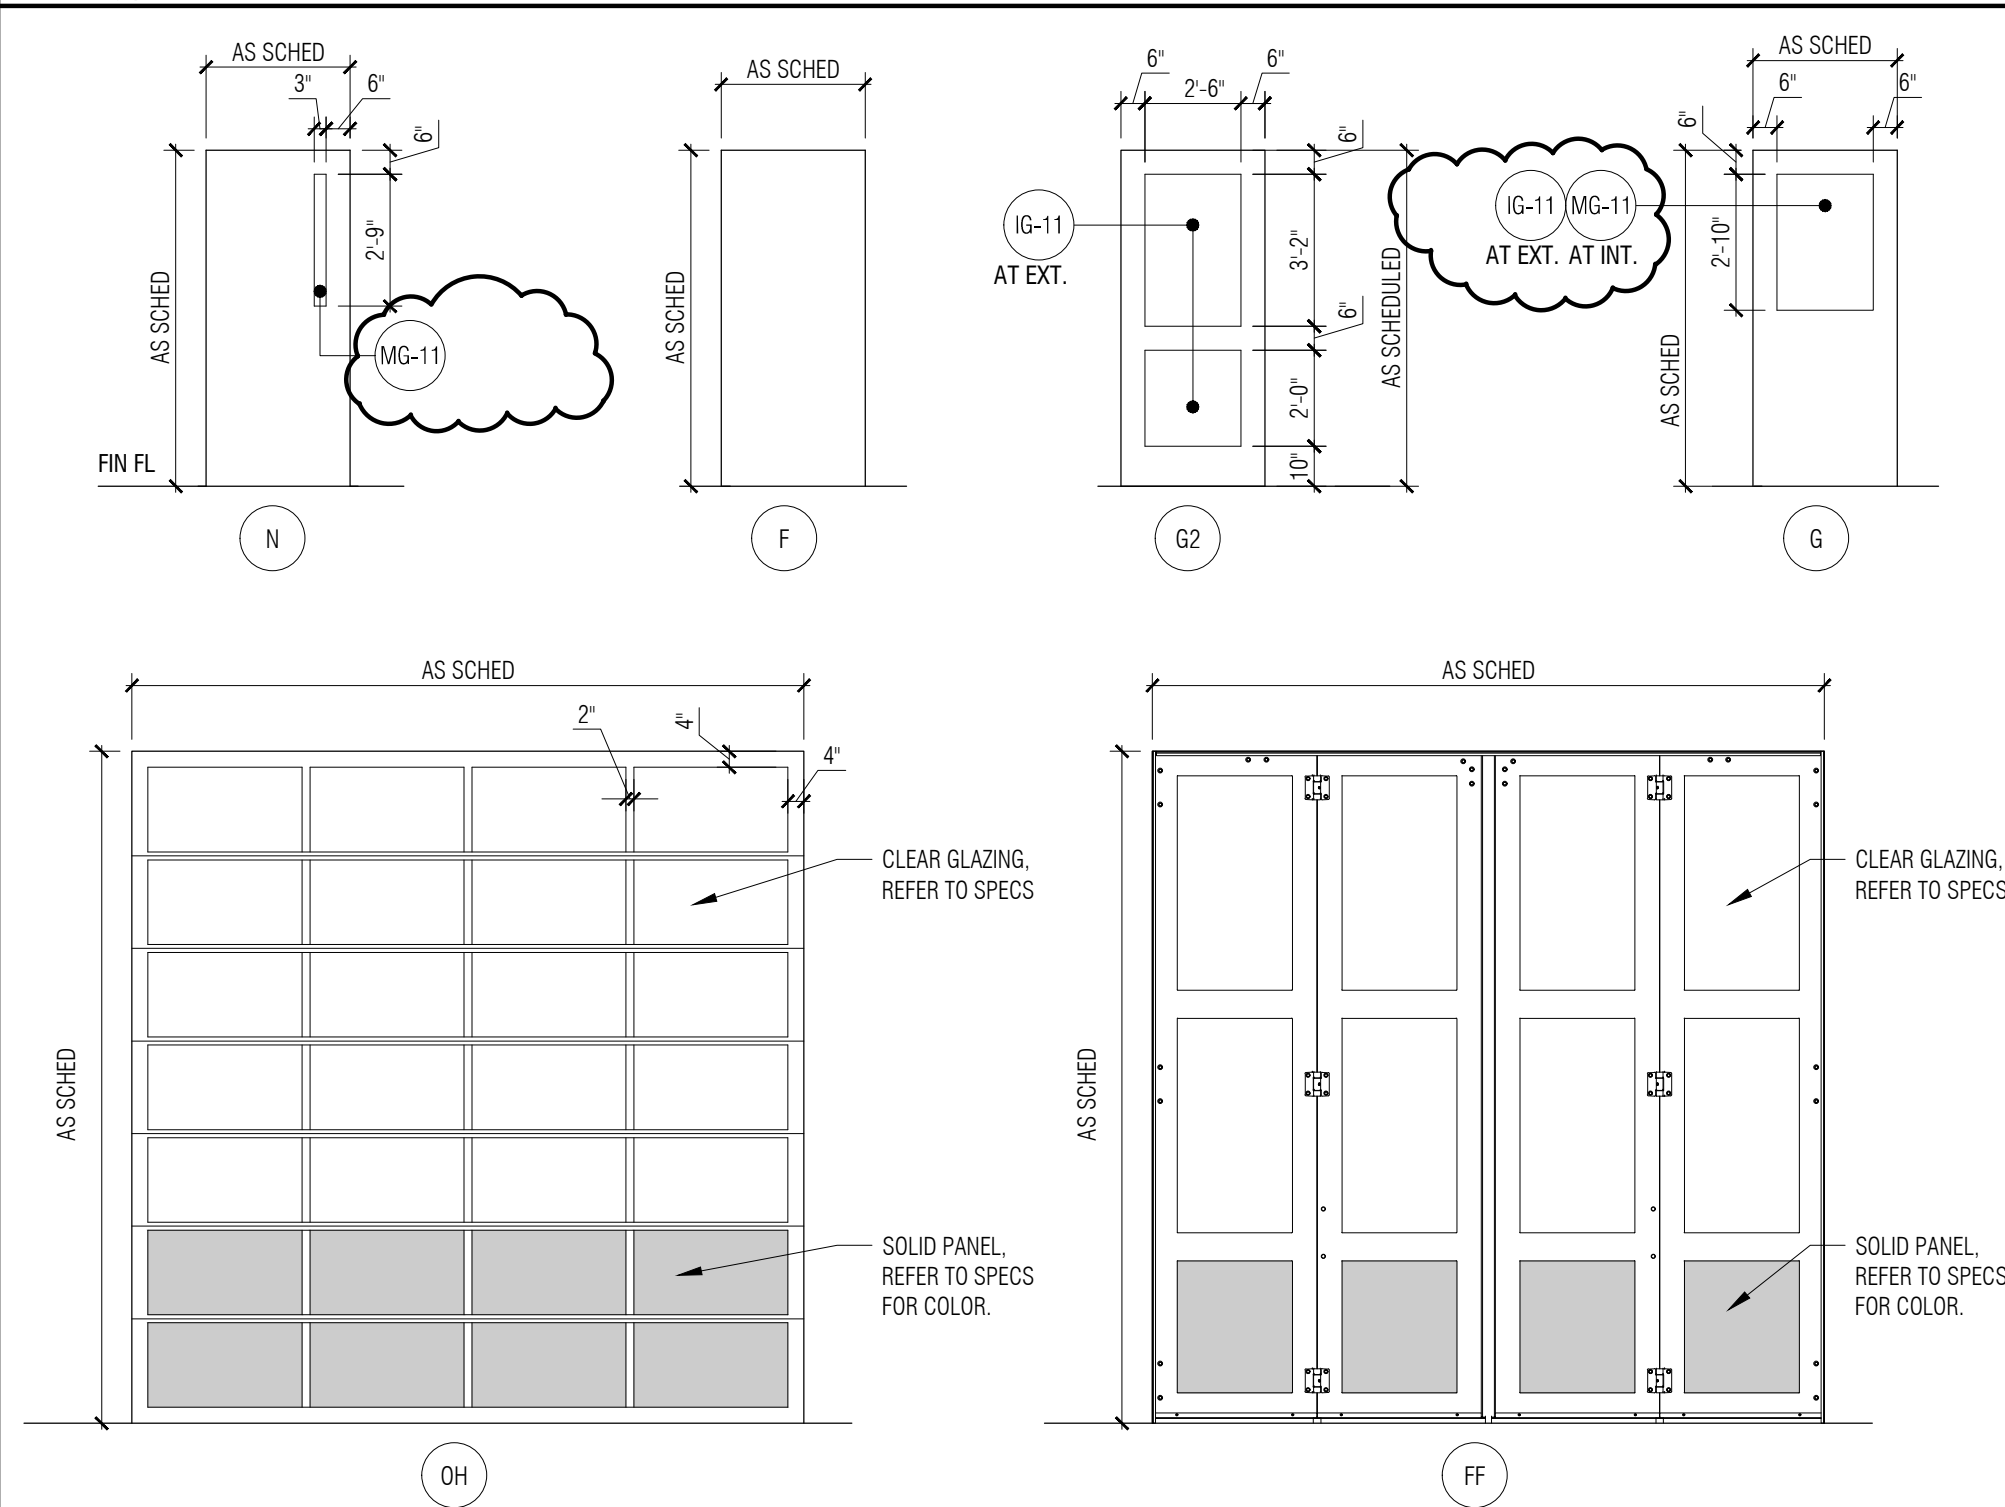 AS SCHED
3"
6"
6"
2'-9"
AS SCHED
MG-11
FIN FL
N
AS SCHED
AS SCHED
F
6"
2'-6"
6"
6"
3'-2"
6"
2'-0"
10"
AS SCHEDULED
IG-11
AT EXT.
G2
AS SCHED
6"
6"
6"
2'-10"
AS SCHED
IG-11
MG-11
AT EXT.
AT INT.
G
AS SCHED
2"
4"
4"
AS SCHED
CLEAR GLAZING,
REFER TO SPECS
SOLID PANEL,
REFER TO SPECS
FOR COLOR.
OH
AS SCHED
AS SCHED
CLEAR GLAZING,
REFER TO SPECS
SOLID PANEL,
REFER TO SPECS
FOR COLOR.
FF